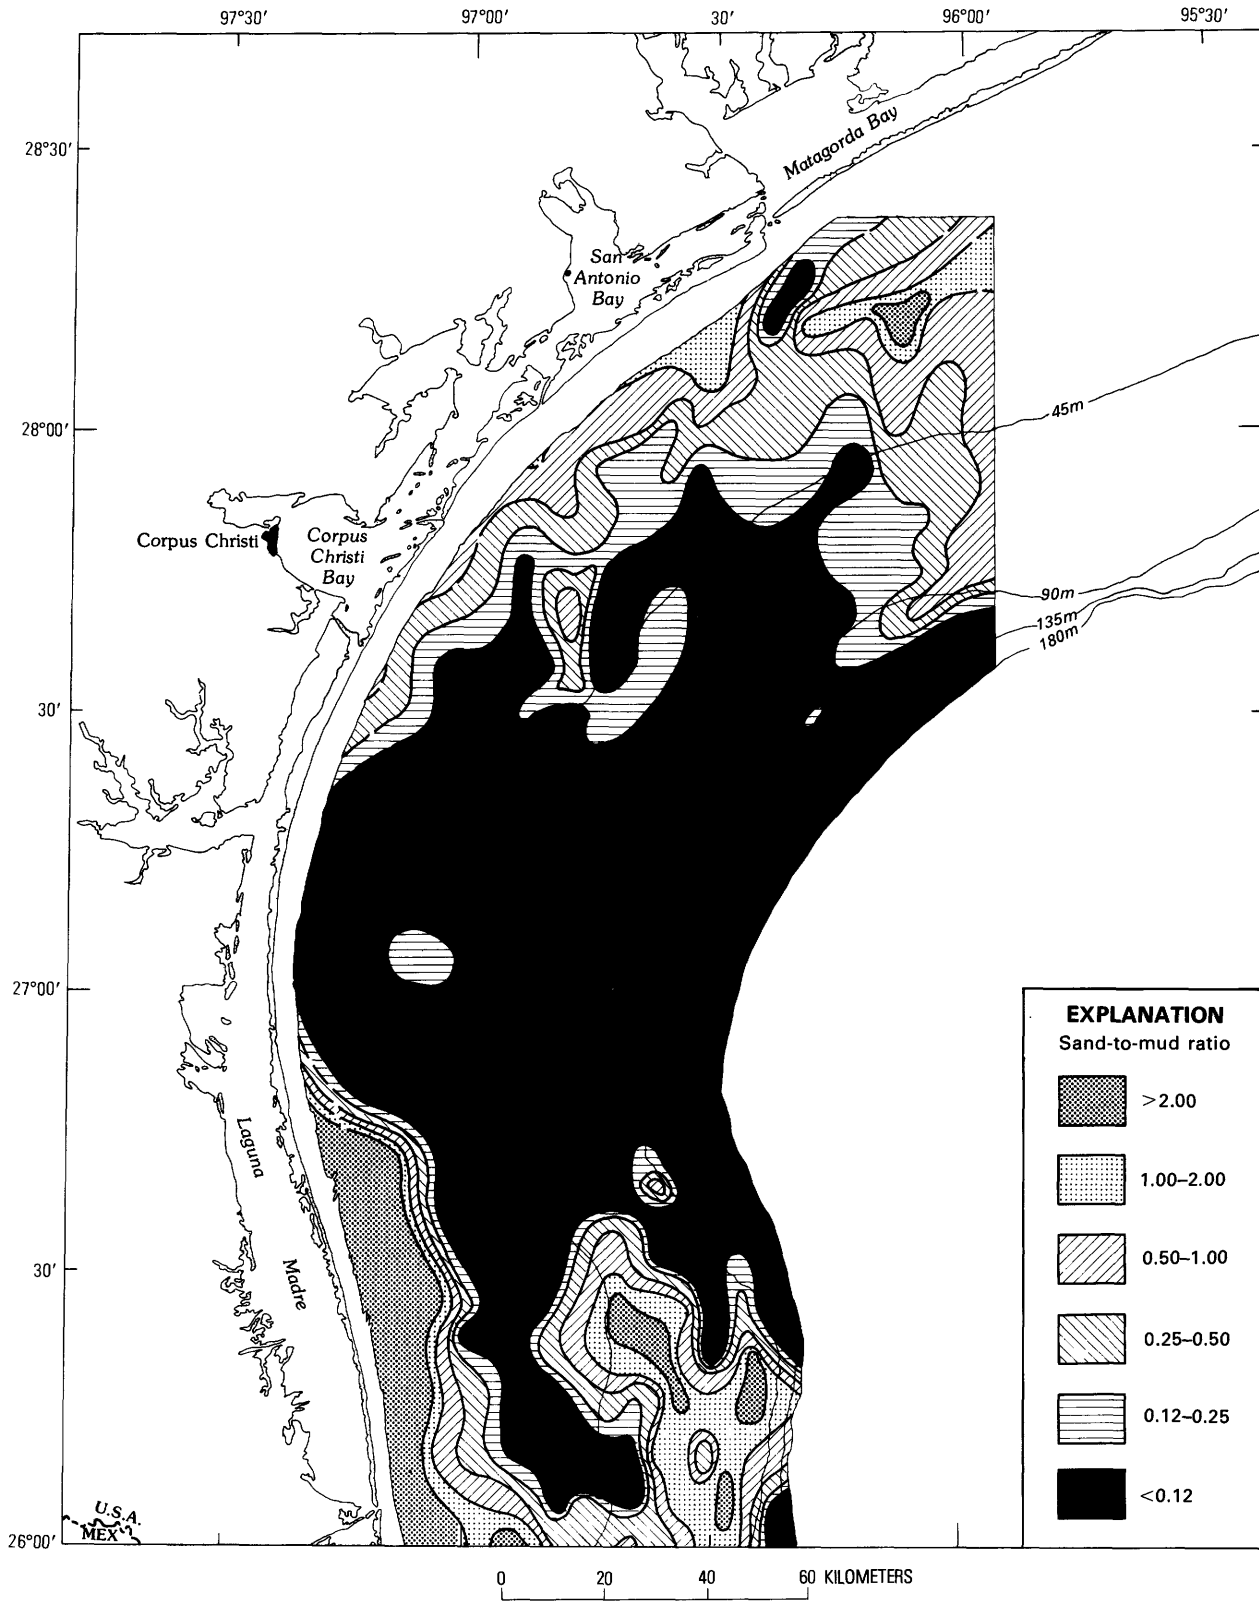 97°30′
97°00′
30′
96°00′
95°30′
28°30′
28°00′
30′
27°00′
30′
26°00′
Matagorda Bay
San
Antonio
Bay
45m
Corpus Christi
Corpus
Christi
Bay
90m
135m
180m
Laguna
Madre
U.S.A.
MEX
EXPLANATION
Sand-to-mud ratio
>2.00
1.00–2.00
0.50–1.00
0.25–0.50
0.12–0.25
<0.12
0 20 40 60 KILOMETERS